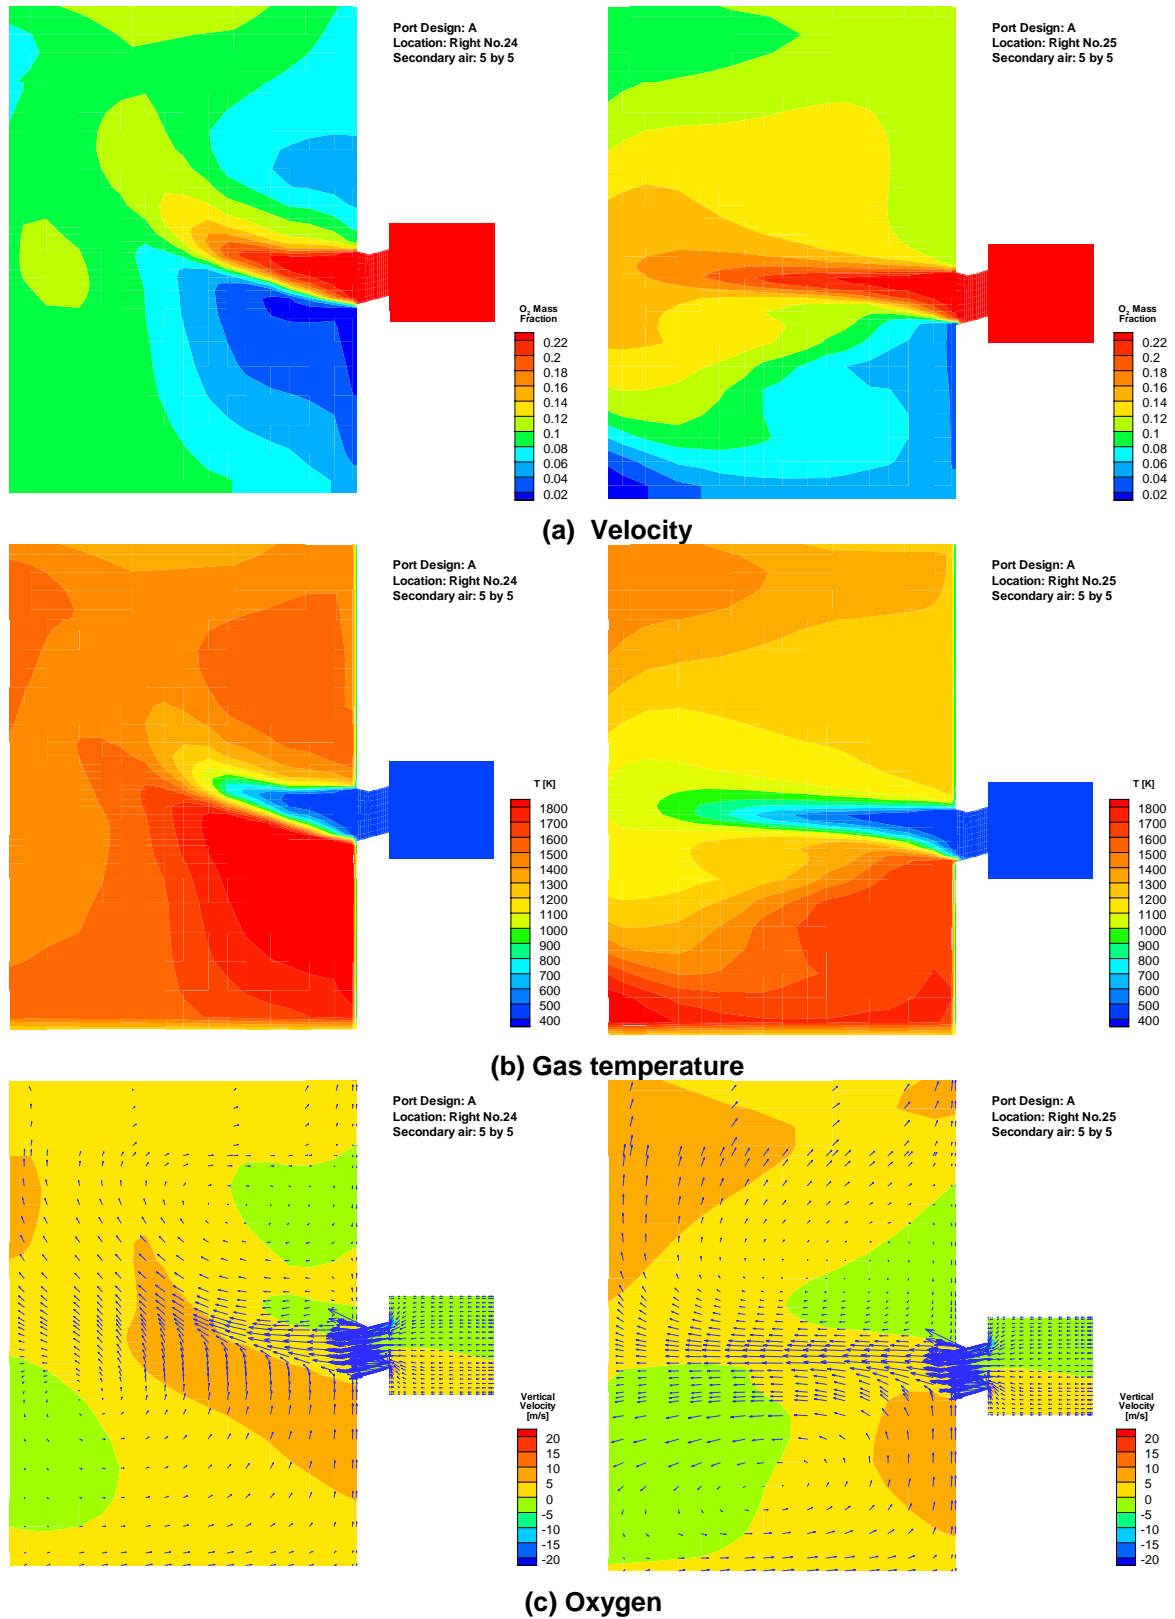 Port Design: A
Location: Right No.24
Secondary air: 5 by 5
O₂ Mass
Fraction
0.22
0.2
0.18
0.16
0.14
0.12
0.1
0.08
0.06
0.04
0.02
Port Design: A
Location: Right No.25
Secondary air: 5 by 5
O₂ Mass
Fraction
0.22
0.2
0.18
0.16
0.14
0.12
0.1
0.08
0.06
0.04
0.02
(a) Velocity
Port Design: A
Location: Right No.24
Secondary air: 5 by 5
T [K]
1800
1700
1600
1500
1400
1300
1200
1100
1000
900
800
700
600
500
400
Port Design: A
Location: Right No.25
Secondary air: 5 by 5
T [K]
1800
1700
1600
1500
1400
1300
1200
1100
1000
900
800
700
600
500
400
(b) Gas temperature
Port Design: A
Location: Right No.24
Secondary air: 5 by 5
Vertical
Velocity
[m/s]
20
15
10
5
0
-5
-10
-15
-20
Port Design: A
Location: Right No.25
Secondary air: 5 by 5
Vertical
Velocity
[m/s]
20
15
10
5
0
-5
-10
-15
-20
(c) Oxygen